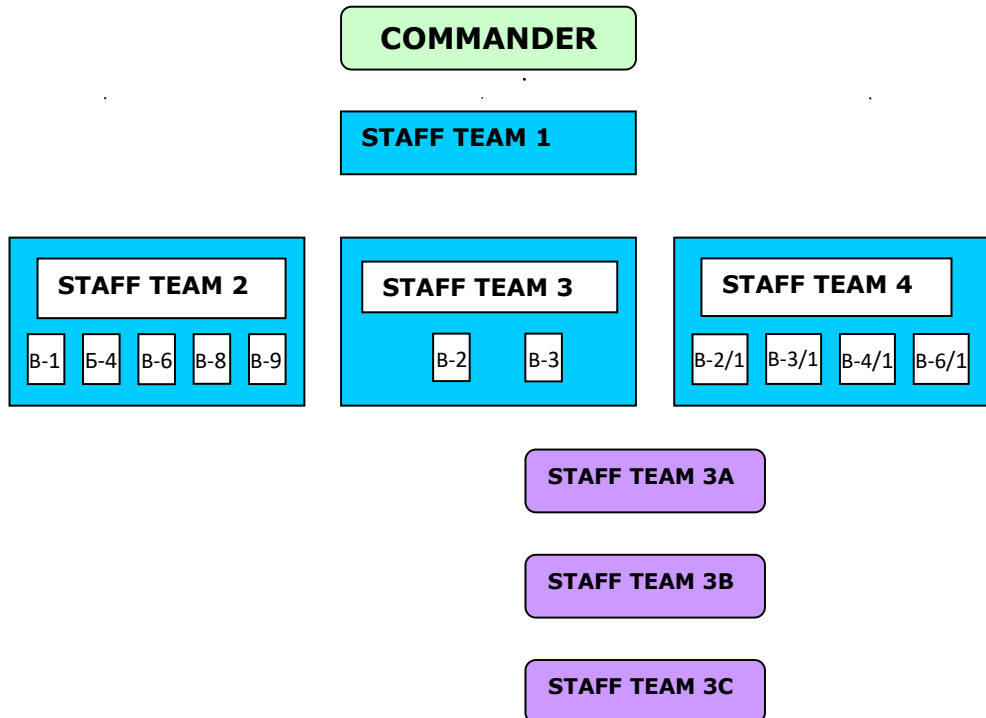 COMMANDER
STAFF TEAM 1
STAFF TEAM 2
В-1 Б-4 В-6 В-8 В-9
STAFF TEAM 3
В-2 В-3
STAFF TEAM 4
В-2/1 В-3/1 В-4/1 В-6/1
STAFF TEAM 3A
STAFF TEAM 3B
STAFF TEAM 3C